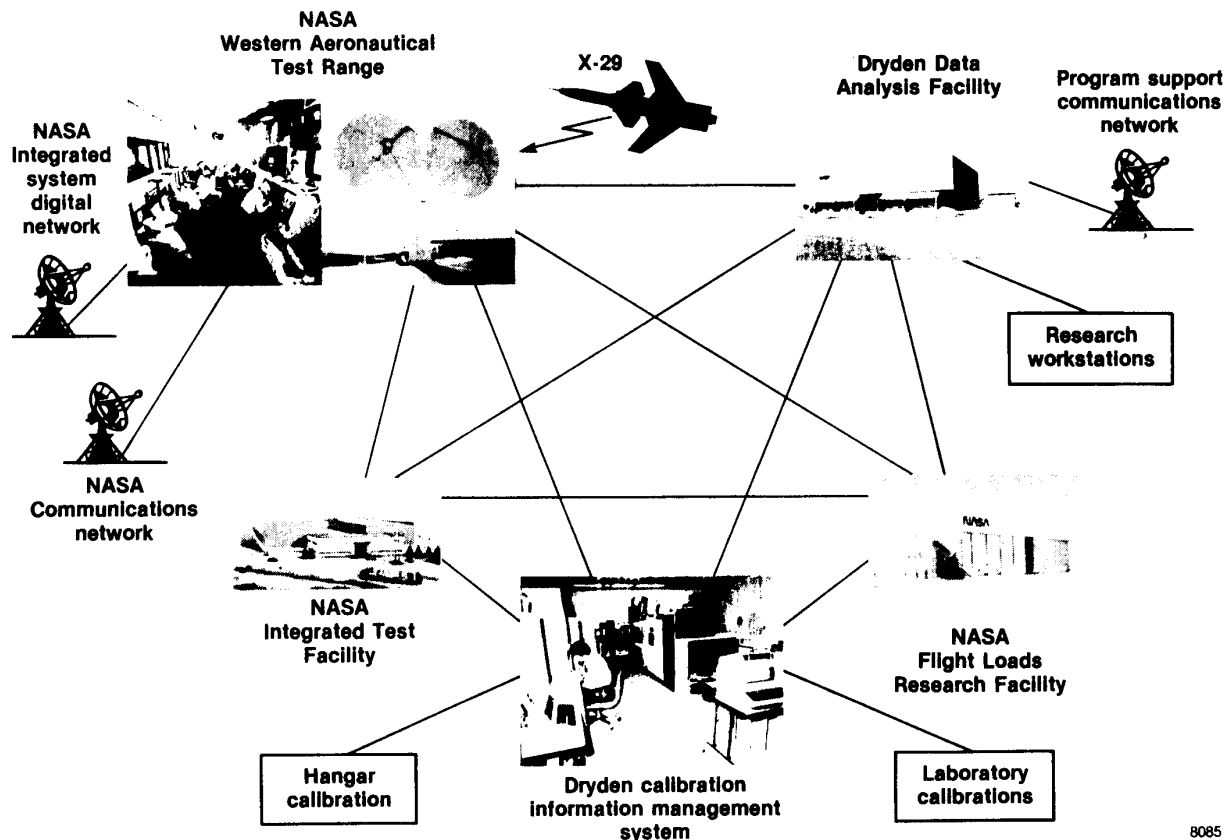 NASA
Western Aeronautical
Test Range
X-29
Dryden Data
Analysis Facility
Program support
communications
network
NASA
Integrated
system
digital
network
Research
workstations
NASA
Communications
network
NASA
NASA
Integrated Test
Facility
NASA
Flight Loads
Research Facility
Hangar
calibration
Dryden calibration
information management
system
Laboratory
calibrations
8085